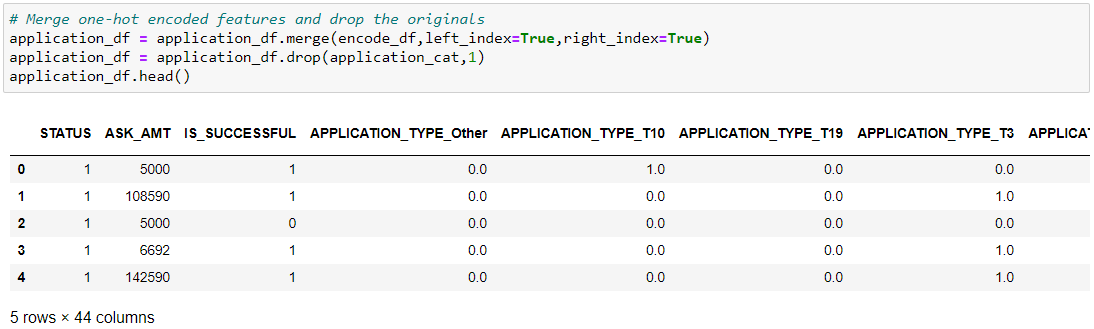 # Merge one-hot encoded features and drop the originals
application_df = application_df.merge(encode_df,left_index=True,right_index=True)
application_df = application_df.drop(application_cat,1)
application_df.head()
STATUS ASK_AMT IS_SUCCESSFUL APPLICATION_TYPE_Other APPLICATION_TYPE_T10 APPLICATION_TYPE_T19 APPLICATION_TYPE_T3 APPLICAT
0 1 5000 1 0.0 1.0 0.0 0.0
1 1 108590 1 0.0 0.0 0.0 1.0
2 1 5000 0 0.0 0.0 0.0 0.0
3 1 6692 1 0.0 0.0 0.0 1.0
4 1 142590 1 0.0 0.0 0.0 1.0
5 rows × 44 columns